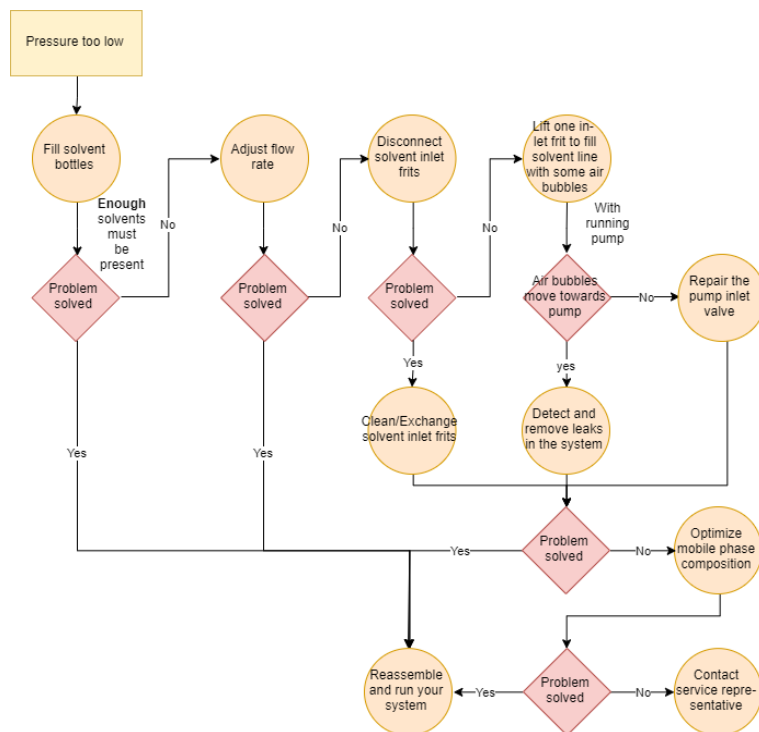 Pressure too low
Fill solvent
bottles
Adjust flow
rate
Disconnect
solvent inlet
frits
Lift one in-
let frit to fill
solvent line
with some air
bubbles
Enough
solvents
must
be
present
No
No
No
With
running
pump
Problem
solved
Problem
solved
Problem
solved
Air bubbles
move towards
pump
No
Repair the
pump inlet
valve
Yes
yes
Clean/Exchange
solvent inlet frits
Detect and
remove leaks
in the system
Yes
Yes
Problem
solved
Yes
No
Optimize
mobile phase
composition
Reassemble
and run your
system
Yes
Problem
solved
No
Contact
service repre-
sentative